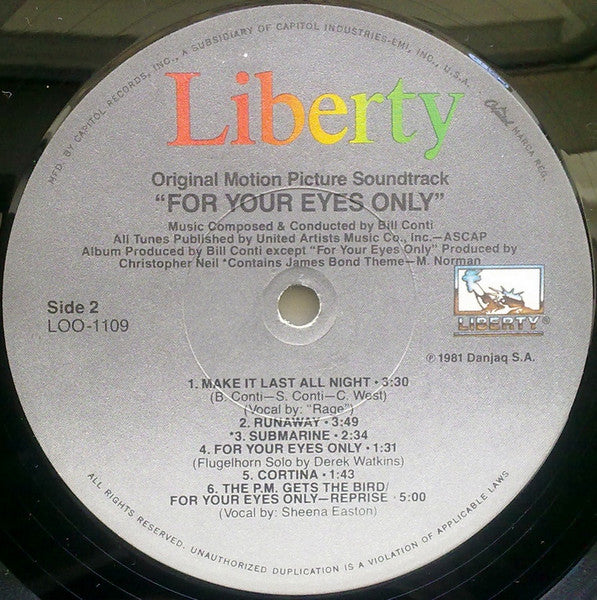 MFD. BY CAPITOL RECORDS, INC., A SUBSIDIARY OF CAPITOL INDUSTRIES-EMI, INC., U.S.A.
Capitol MARCA REG.
Liberty
Original Motion Picture Soundtrack
“FOR YOUR EYES ONLY”
Music Composed & Conducted by Bill Conti
All Tunes Published by United Artists Music Co., Inc.—ASCAP
Album Produced by Bill Conti except “For Your Eyes Only” Produced by
Christopher Neil *Contains James Bond Theme—M. Norman
Side 2
LOO-1109
LIBERTY®
℗ 1981 Danjaq S.A.
1. MAKE IT LAST ALL NIGHT • 3:30
(B. Conti—S. Conti—C. West)
(Vocal by: “Rage”)
2. RUNAWAY • 3:49
*3. SUBMARINE • 2:34
4. FOR YOUR EYES ONLY • 1:31
(Flugelhorn Solo by Derek Watkins)
5. CORTINA • 1:43
6. THE P.M. GETS THE BIRD/
FOR YOUR EYES ONLY—REPRISE • 5:00
(Vocal by: Sheena Easton)
ALL RIGHTS RESERVED. UNAUTHORIZED DUPLICATION IS A VIOLATION OF APPLICABLE LAWS